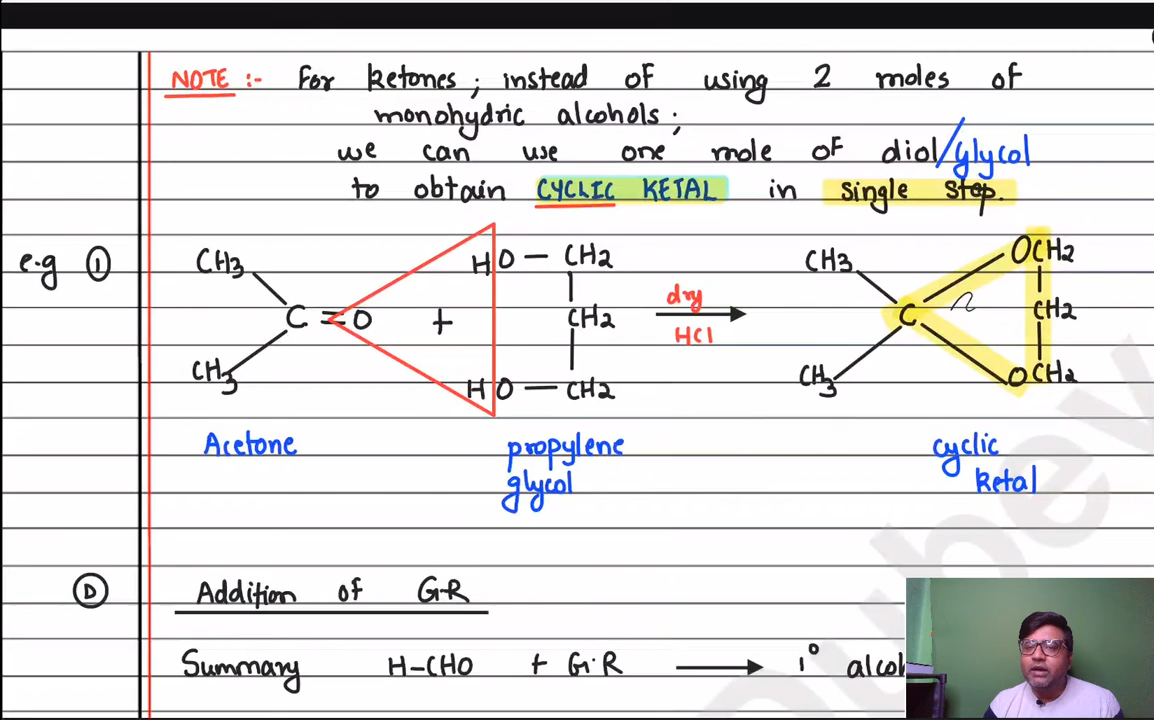 NOTE :- For ketones ; instead of using 2 moles of
monohydric alcohols ;
we can use one mole of diol/glycol
to obtain CYCLIC KETAL in single step.
e.g ① CH3 HO – CH2 CH3 OCH2
C = O + CH2 dry HCl C CH2
CH3 HO – CH2 CH3 OCH2
Acetone propylene glycol cyclic ketal
Ⓓ Addition of G-R
Summary H-CHO + G.R 1° alcoh